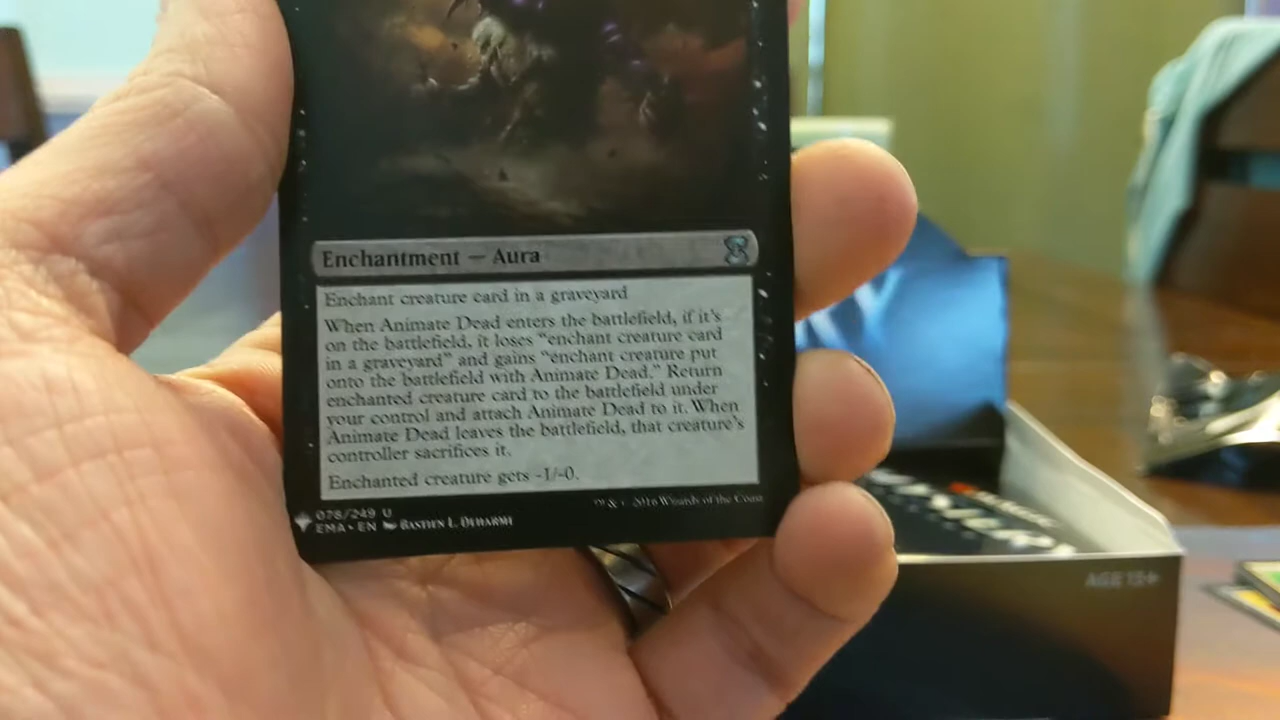 Enchantment — Aura
Enchant creature card in a graveyard
When Animate Dead enters the battlefield, if it's
on the battlefield, it loses “enchant creature card
in a graveyard” and gains “enchant creature put
onto the battlefield with Animate Dead.” Return
enchanted creature card to the battlefield under
your control and attach Animate Dead to it. When
Animate Dead leaves the battlefield, that creature's
controller sacrifices it.
Enchanted creature gets -1/-0.
078/249 U
EMA • EN Bastien L. Deharme
™ & © 2016 Wizards of the Coast
AGE 13+